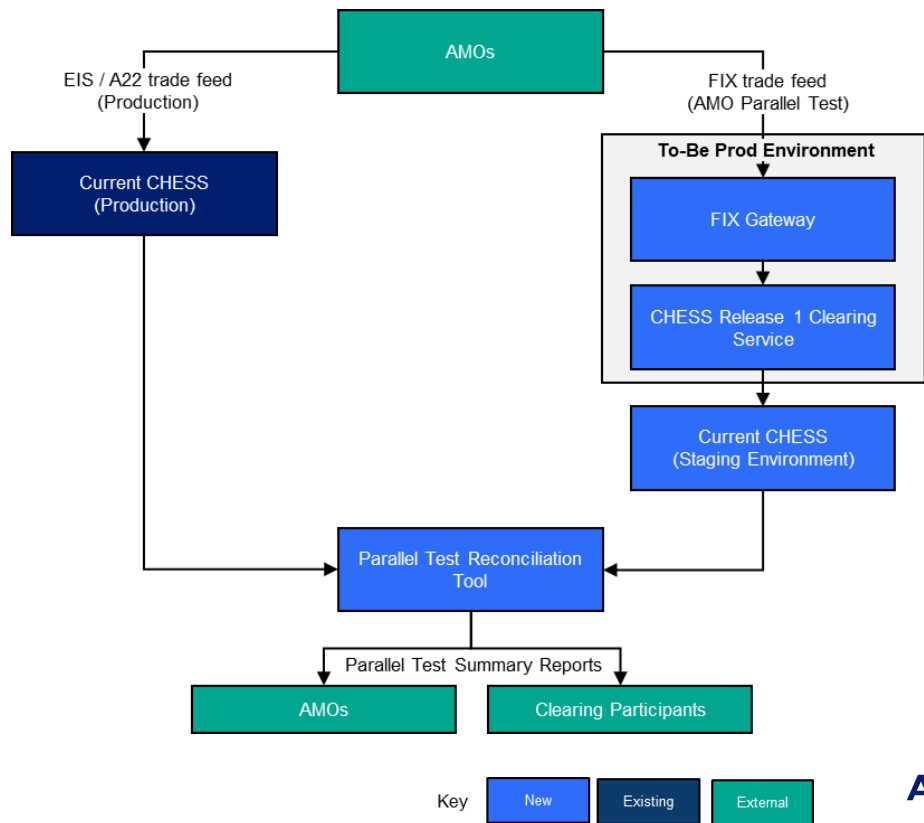 AMOs
EIS / A22 trade feed
(Production)
FIX trade feed
(AMO Parallel Test)
To-Be Prod Environment
Current CHESS
(Production)
FIX Gateway
CHESS Release 1 Clearing
Service
Current CHESS
(Staging Environment)
Parallel Test Reconciliation
Tool
Parallel Test Summary Reports
AMOs
Clearing Participants
Key
New
Existing
External
A